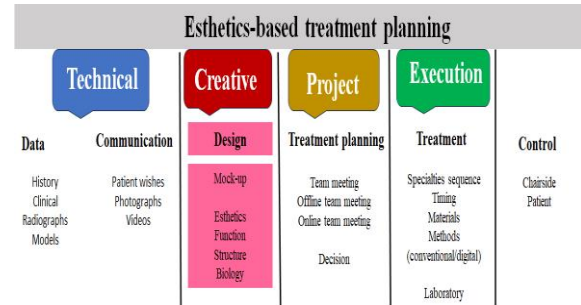 Esthetics-based treatment planning
Technical
Creative
Project
Execution
Data
History
Clinical
Radiographs
Models
Communication
Patient wishes
Photographs
Videos
Design
Mock-up
Esthetics
Function
Structure
Biology
Treatment planning
Team meeting
Offline team meeting
Online team meeting
Decision
Treatment
Specialties sequence
Timing
Materials
Methods
(conventional/digital)
Laboratory
Control
Chairside
Patient